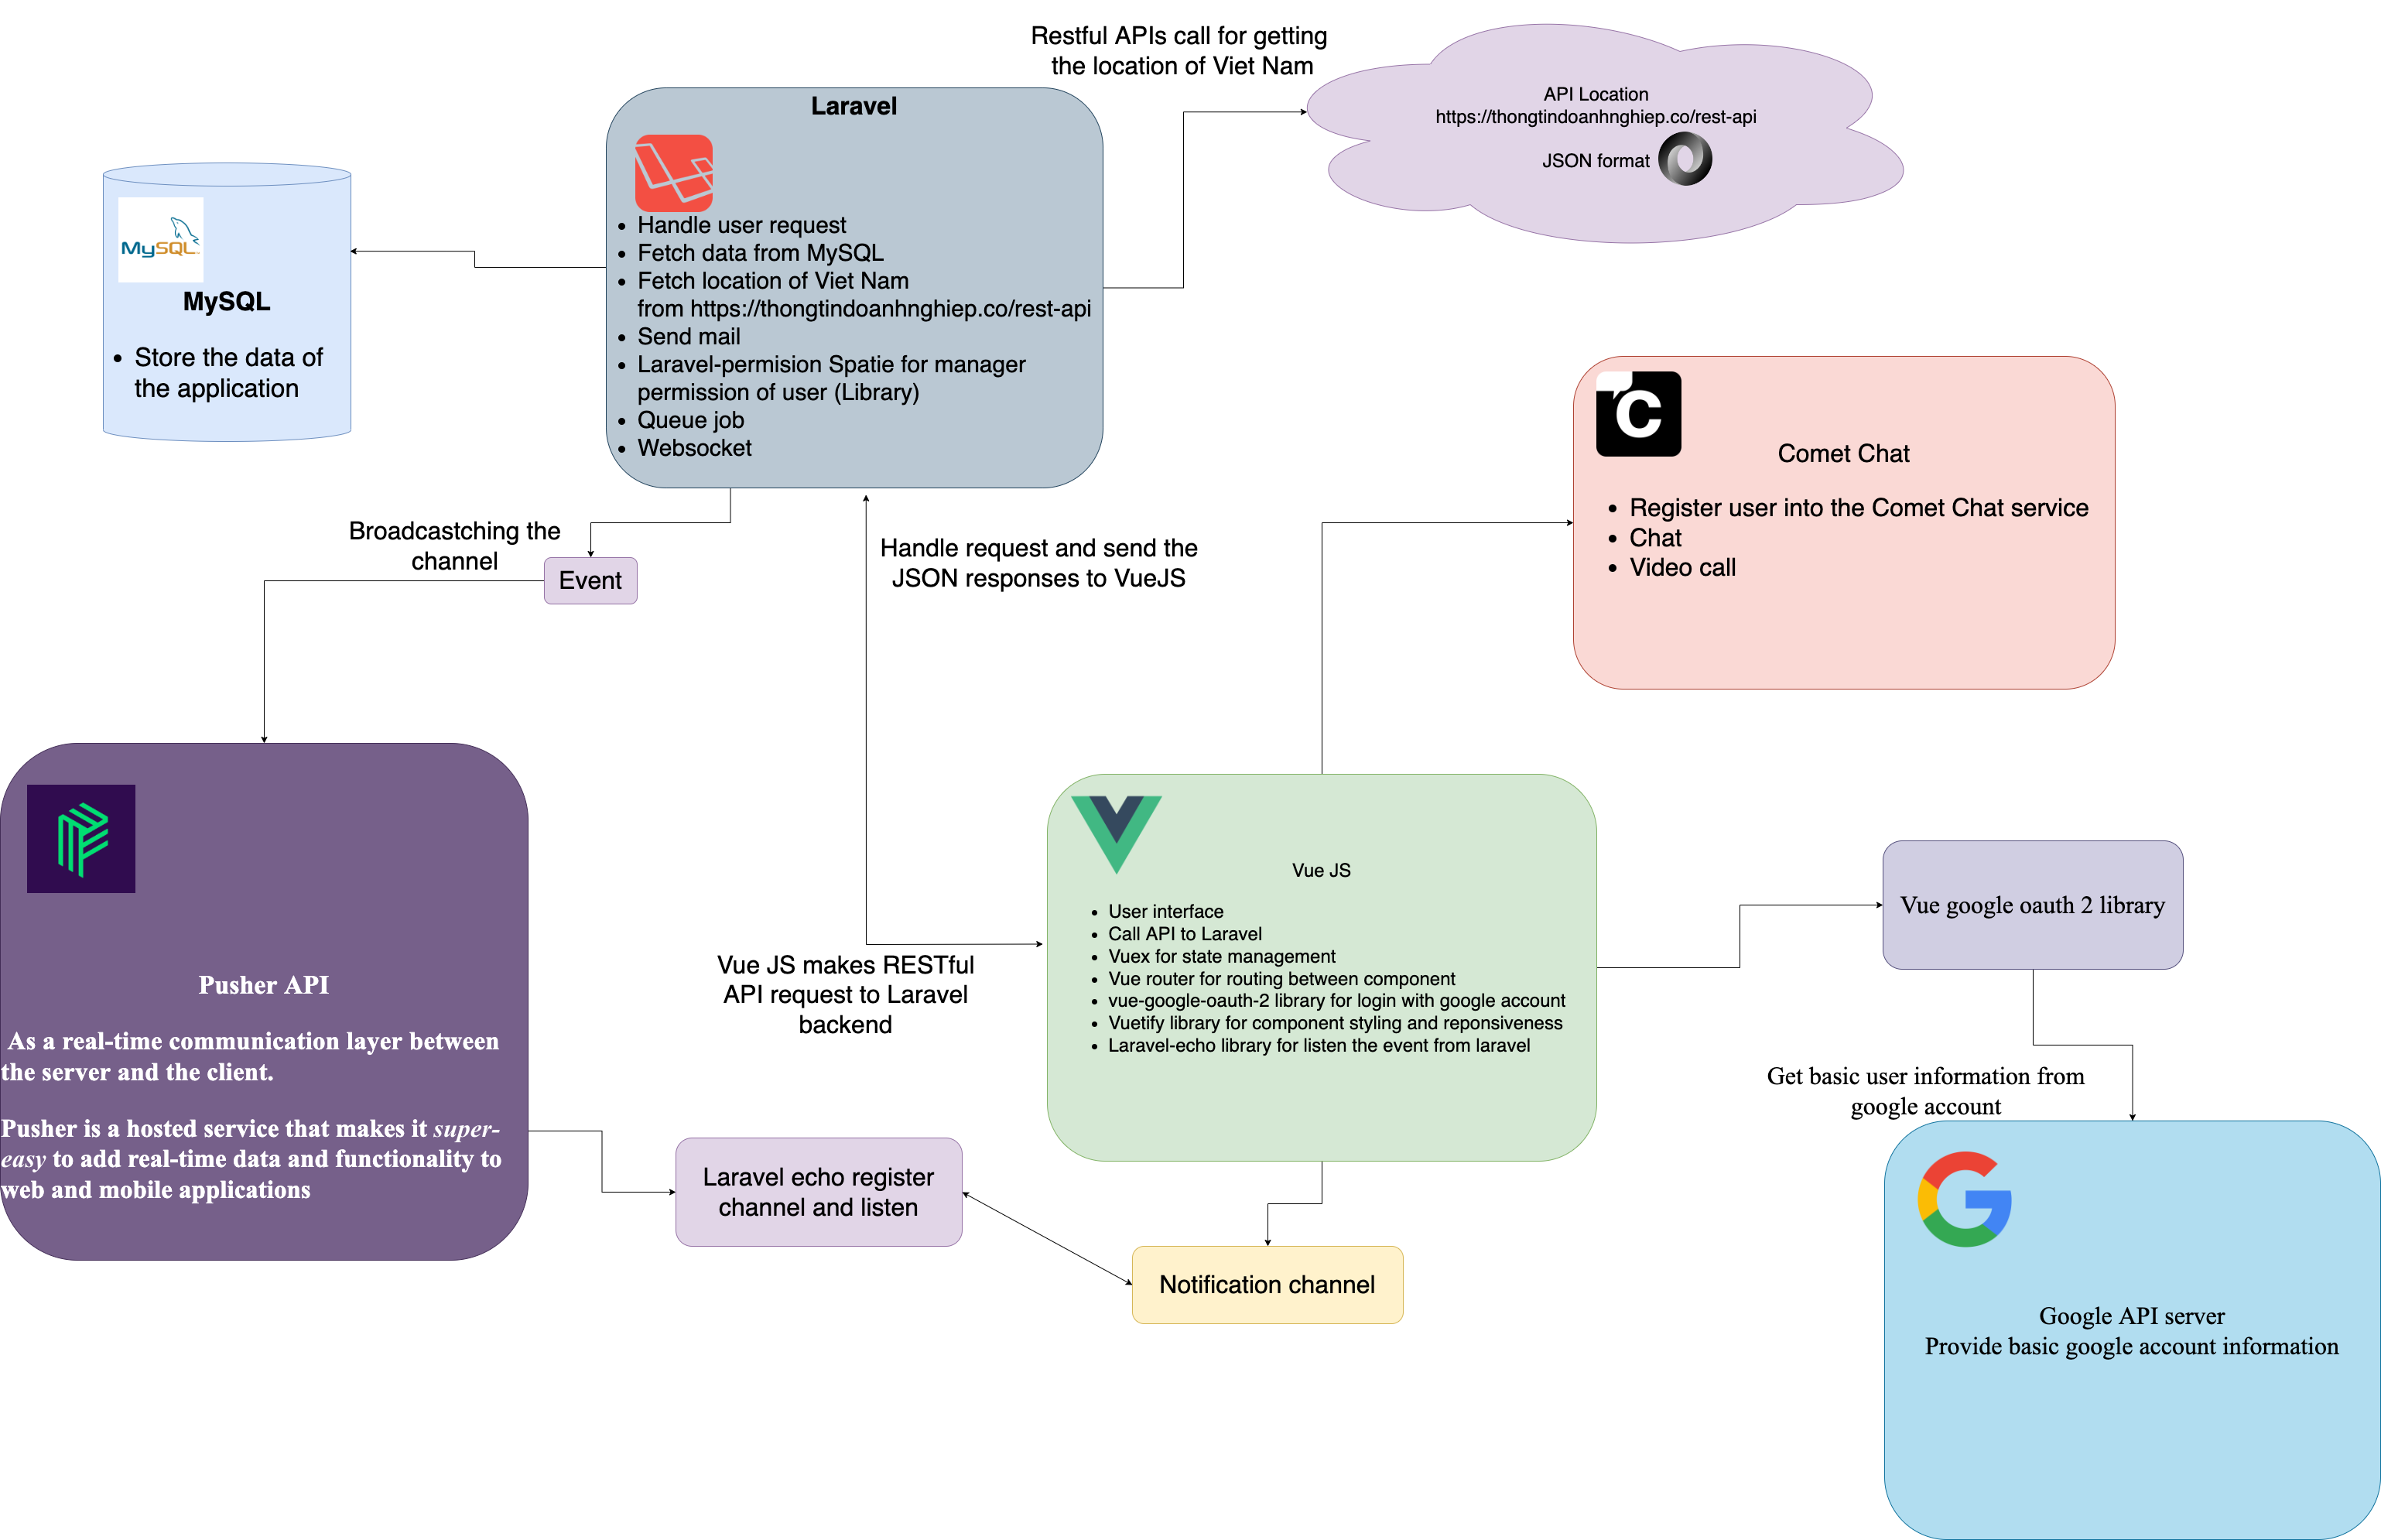 Restful APIs call for getting
the location of Viet Nam
API Location
https://thongtindoanhnghiep.co/rest-api
JSON format
Laravel
• Handle user request
• Fetch data from MySQL
• Fetch location of Viet Nam
from https://thongtindoanhnghiep.co/rest-api
• Send mail
• Laravel-permision Spatie for manager
permission of user (Library)
• Queue job
• Websocket
MySQL
MySQL
• Store the data of
the application
C
Comet Chat
• Register user into the Comet Chat service
• Chat
• Video call
Broadcastching the
channel
Event
Handle request and send the
JSON responses to VueJS
Pusher API
As a real-time communication layer between
the server and the client.
Pusher is a hosted service that makes it super-
easy to add real-time data and functionality to
web and mobile applications
Vue JS makes RESTful
API request to Laravel
backend
Vue JS
• User interface
• Call API to Laravel
• Vuex for state management
• Vue router for routing between component
• vue-google-oauth-2 library for login with google account
• Vuetify library for component styling and reponsiveness
• Laravel-echo library for listen the event from laravel
Vue google oauth 2 library
Get basic user information from
google account
Laravel echo register
channel and listen
Notification channel
Google API server
Provide basic google account information